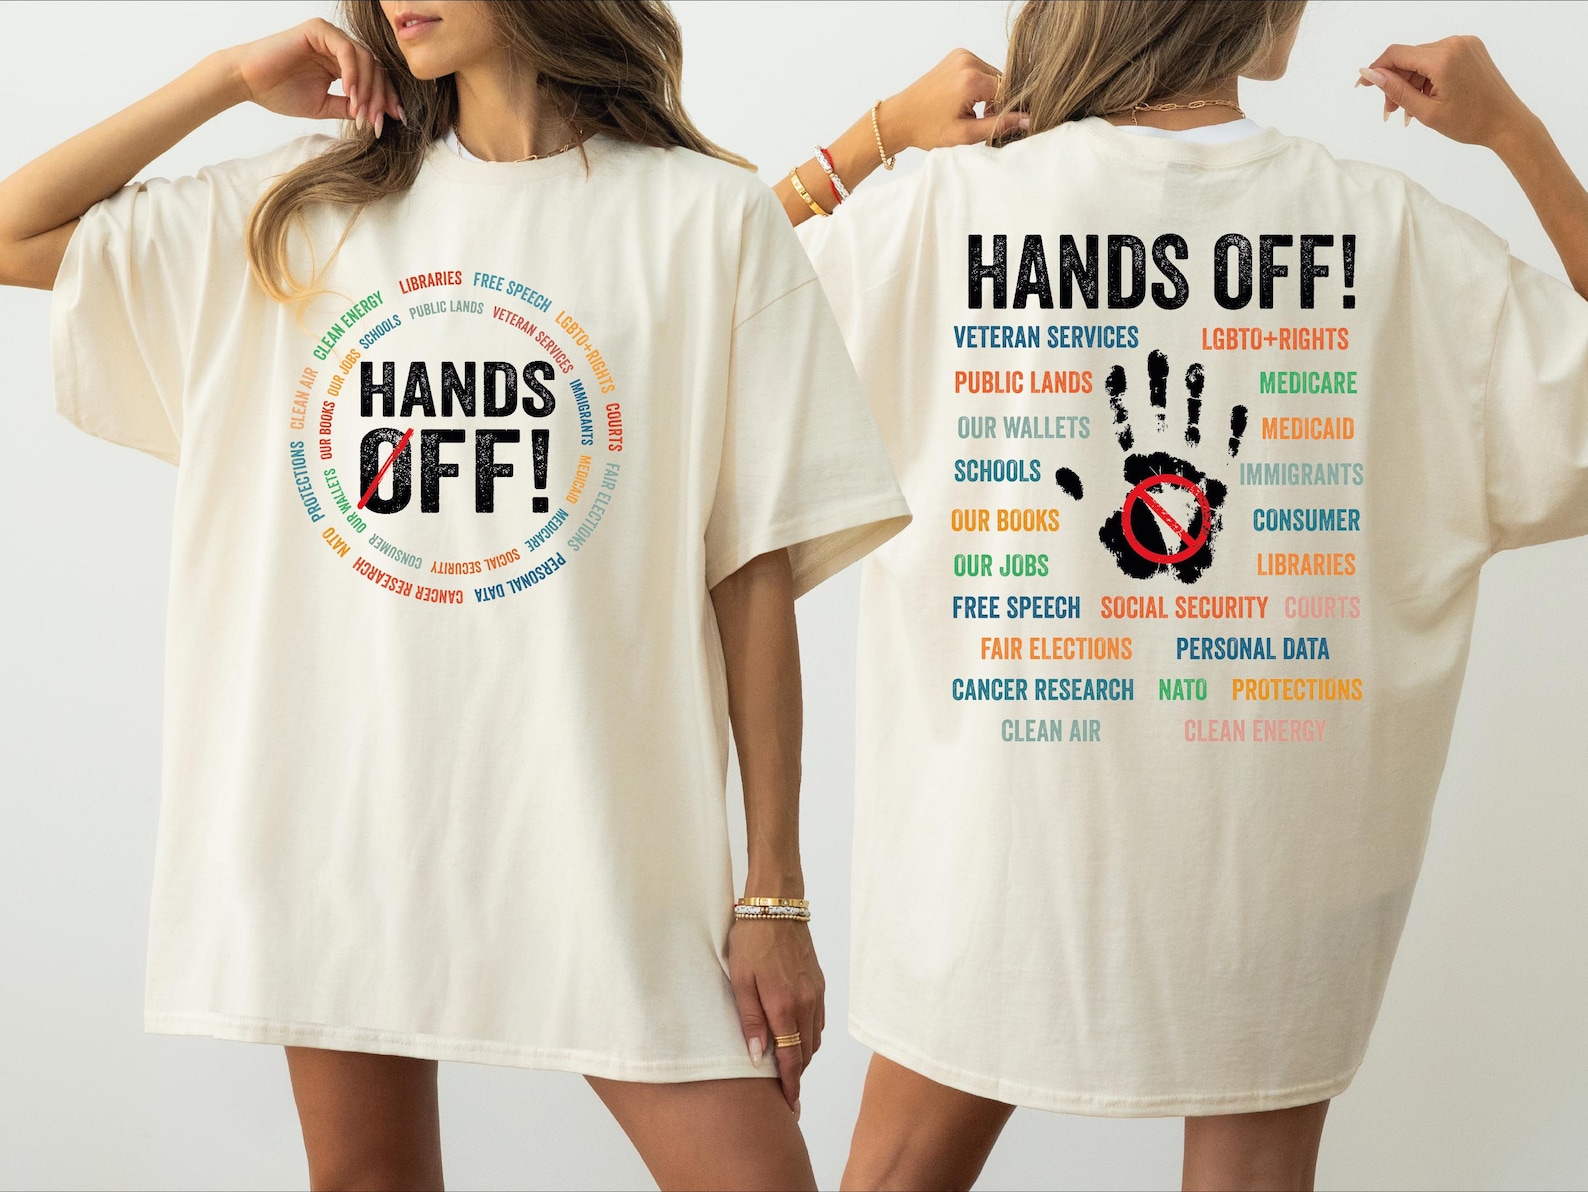 HANDS
OFF!
LIBRARIES
FREE SPEECH
LGBTO+RIGHTS
COURTS
FAIR ELECTIONS
PERSONAL DATA
CANCER RESEARCH
NATO
PROTECTIONS
CLEAN AIR
CLEAN ENERGY
PUBLIC LANDS
VETERAN SERVICES
IMMIGRANTS
MEDICAID
MEDICARE
SOCIAL SECURITY
CONSUMER
OUR WALLETS
OUR BOOKS
OUR JOBS
SCHOOLS
HANDS OFF!
VETERAN SERVICES LGBTO+RIGHTS
PUBLIC LANDS MEDICARE
OUR WALLETS MEDICAID
SCHOOLS IMMIGRANTS
OUR BOOKS CONSUMER
OUR JOBS LIBRARIES
FREE SPEECH SOCIAL SECURITY COURTS
FAIR ELECTIONS PERSONAL DATA
CANCER RESEARCH NATO PROTECTIONS
CLEAN AIR CLEAN ENERGY